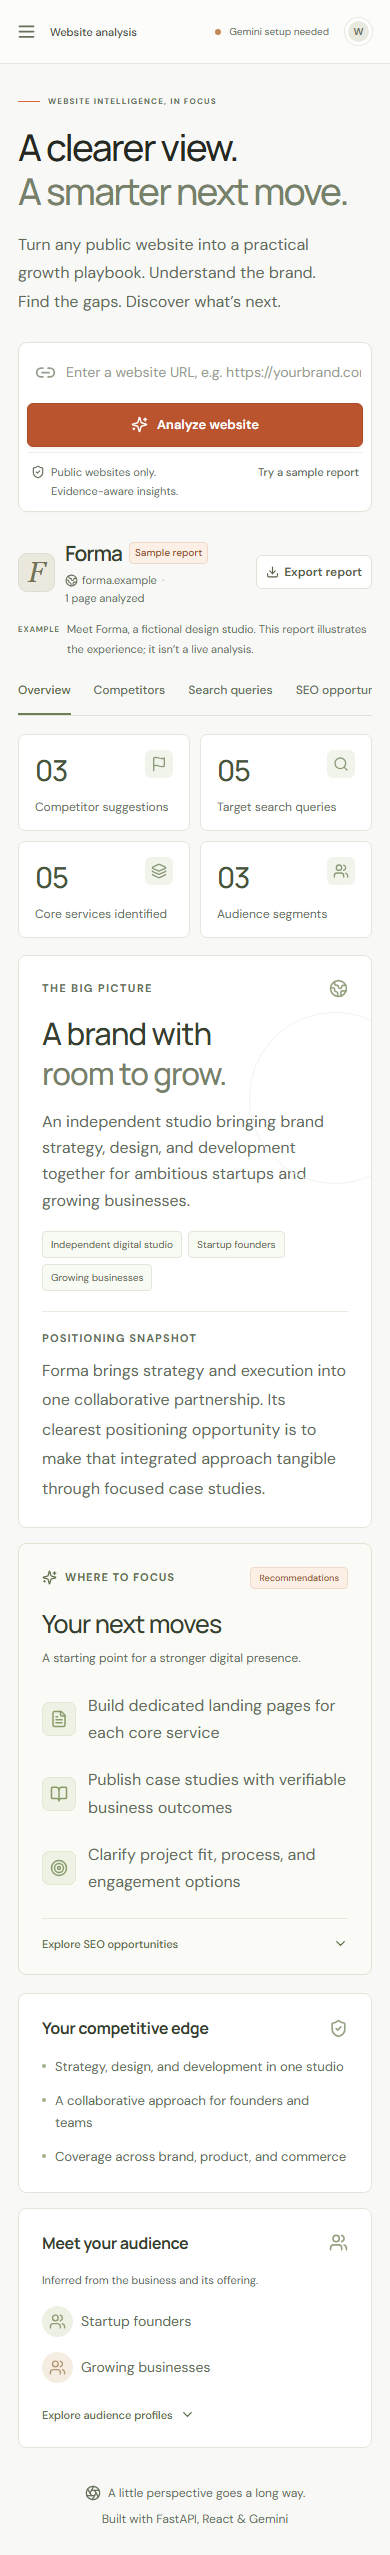 Website analysis
Gemini setup needed
W
WEBSITE INTELLIGENCE, IN FOCUS
A clearer view.
A smarter next move.
Turn any public website into a practical
growth playbook. Understand the brand.
Find the gaps. Discover what's next.
Enter a website URL, e.g. https://yourbrand.co
Analyze website
Public websites only.
Evidence-aware insights.
Try a sample report
F
Forma
Sample report
forma.example ·
1 page analyzed
Export report
EXAMPLE
Meet Forma, a fictional design studio. This report illustrates
the experience; it isn't a live analysis.
Overview
Competitors
Search queries
SEO opportur
03
Competitor suggestions
05
Target search queries
05
Core services identified
03
Audience segments
THE BIG PICTURE
A brand with
room to grow.
An independent studio bringing brand
strategy, design, and development
together for ambitious startups and
growing businesses.
Independent digital studio
Startup founders
Growing businesses
POSITIONING SNAPSHOT
Forma brings strategy and execution into
one collaborative partnership. Its
clearest positioning opportunity is to
make that integrated approach tangible
through focused case studies.
WHERE TO FOCUS
Recommendations
Your next moves
A starting point for a stronger digital presence.
Build dedicated landing pages for
each core service
Publish case studies with verifiable
business outcomes
Clarify project fit, process, and
engagement options
Explore SEO opportunities
Your competitive edge
• Strategy, design, and development in one studio
• A collaborative approach for founders and
teams
• Coverage across brand, product, and commerce
Meet your audience
Inferred from the business and its offering.
Startup founders
Growing businesses
Explore audience profiles
A little perspective goes a long way.
Built with FastAPI, React & Gemini